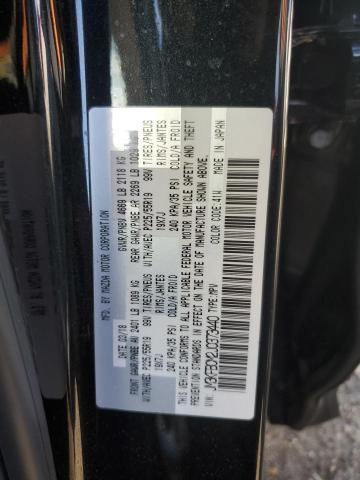 MFD. BY: MAZDA MOTOR CORPORATION
DATE: 03/18
GVWR/PNBV 4669 LB 2118 KG
FRONT GAWR/PNBE AV 2401 LB 1089 KG
REAR GAWR/PNBE AR 2269 LB 1029
WITH/AVEC P225/55R19 99V TIRES/PNEUS
WITH/AVEC P225/55R19 99V TIRES/PNEUS
19X7J RIMS/JANTES
19X7J RIMS/JANTES
240 KPA/35 PSI COLD/A FROID
240 KPA/35 PSI COLD/A FROID
THIS VEHICLE CONFORMS TO ALL APPLICABLE FEDERAL MOTOR VEHICLE SAFETY AND THEFT
PREVENTION STANDARDS IN EFFECT ON THE DATE OF MANUFACTURE SHOWN ABOVE.
COLOR CODE: 41W MADE IN JAPAN
VIN: TYPE:MPV